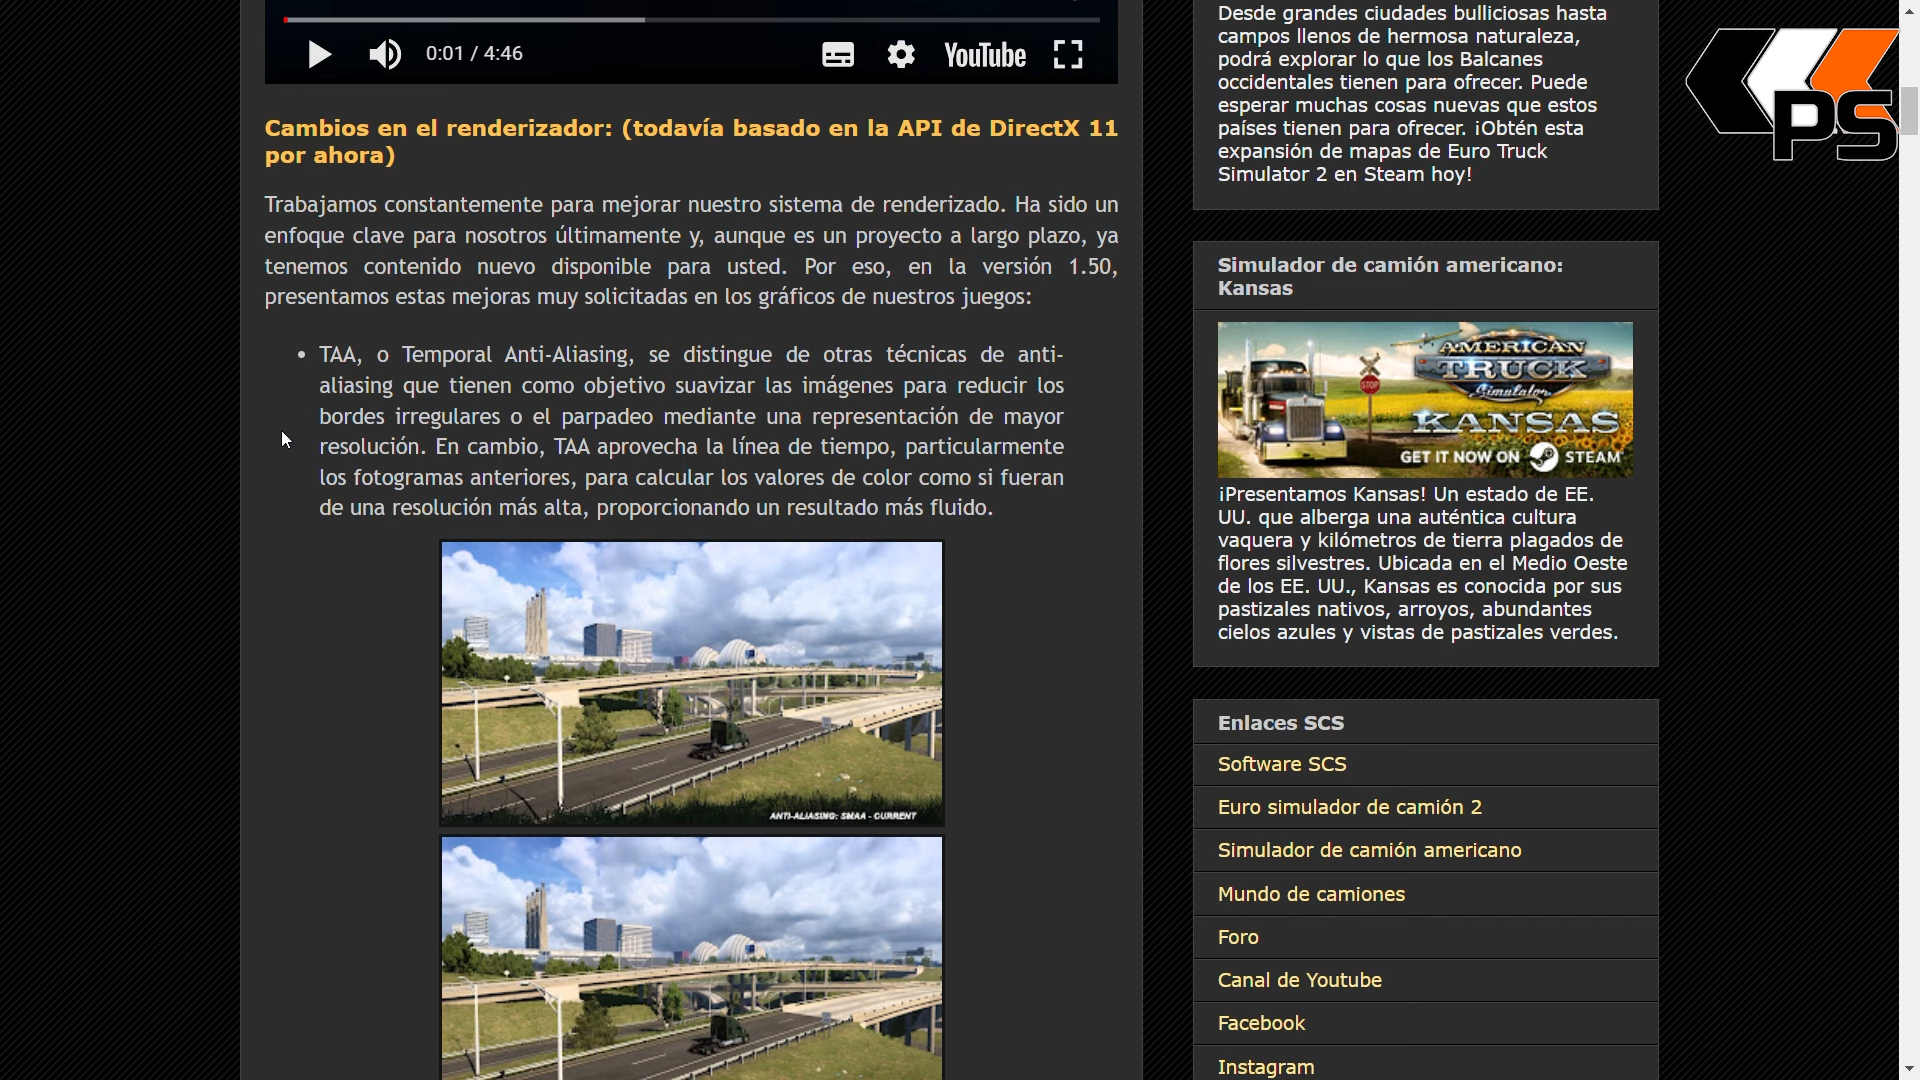 0:01 / 4:46
YouTube
Cambios en el renderizador: (todavía basado en la API de DirectX 11
por ahora)
Trabajamos constantemente para mejorar nuestro sistema de renderizado. Ha sido un
enfoque clave para nosotros últimamente y, aunque es un proyecto a largo plazo, ya
tenemos contenido nuevo disponible para usted. Por eso, en la versión 1.50,
presentamos estas mejoras muy solicitadas en los gráficos de nuestros juegos:
• TAA, o Temporal Anti-Aliasing, se distingue de otras técnicas de anti-
aliasing que tienen como objetivo suavizar las imágenes para reducir los
bordes irregulares o el parpadeo mediante una representación de mayor
resolución. En cambio, TAA aprovecha la línea de tiempo, particularmente
los fotogramas anteriores, para calcular los valores de color como si fueran
de una resolución más alta, proporcionando un resultado más fluido.
ANTI-ALIASING: SMAA - CURRENT
Desde grandes ciudades bulliciosas hasta
campos llenos de hermosa naturaleza,
podrá explorar lo que los Balcanes
occidentales tienen para ofrecer. Puede
esperar muchas cosas nuevas que estos
países tienen para ofrecer. ¡Obtén esta
expansión de mapas de Euro Truck
Simulator 2 en Steam hoy!
Simulador de camión americano:
Kansas
AMERICAN
TRUCK
Simulator
STOP
KANSAS
GET IT NOW ON STEAM
¡Presentamos Kansas! Un estado de EE.
UU. que alberga una auténtica cultura
vaquera y kilómetros de tierra plagados de
flores silvestres. Ubicada en el Medio Oeste
de los EE. UU., Kansas es conocida por sus
pastizales nativos, arroyos, abundantes
cielos azules y vistas de pastizales verdes.
Enlaces SCS
Software SCS
Euro simulador de camión 2
Simulador de camión americano
Mundo de camiones
Foro
Canal de Youtube
Facebook
Instagram
PS